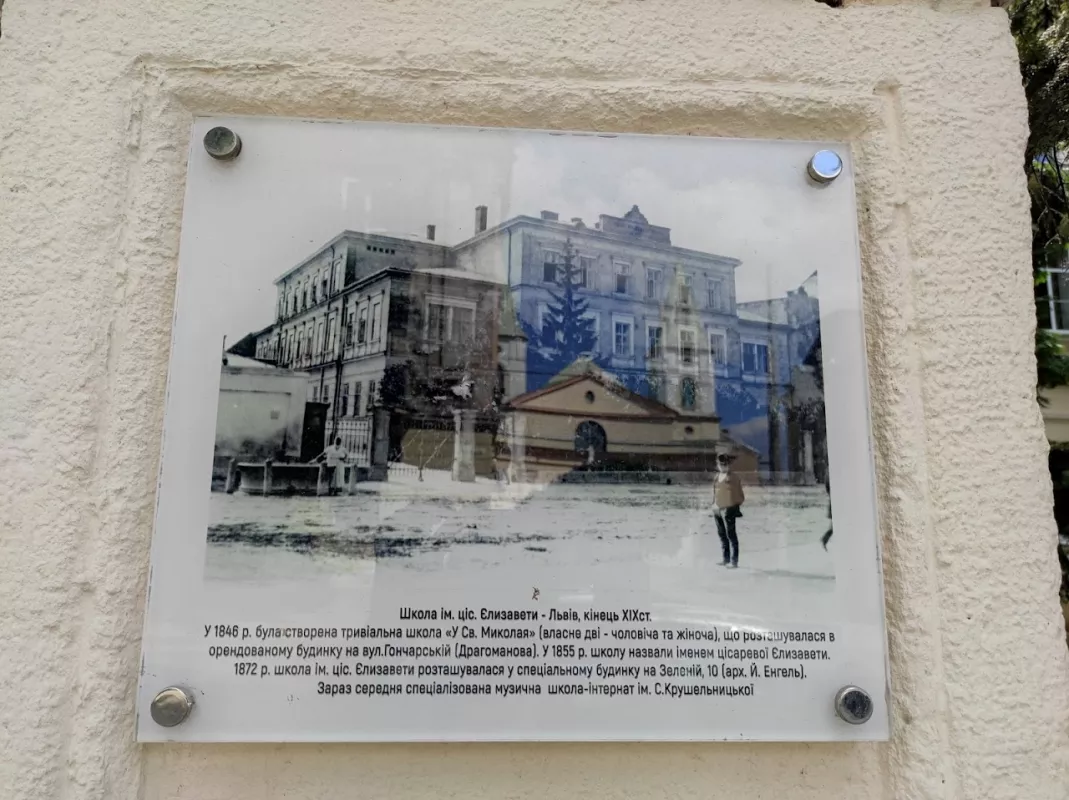 Школа ім. ціс. Єлизавети - Львів, кінець XIXст.
У 1846 р. була створена тривіальна школа «У Св. Миколая» (власне дві - чоловіча та жіноча), що розташувалася в
орендованому будинку на вул.Гончарській (Драгоманова). У 1855 р. школу назвали іменем цісаревої Єлизавети.
1872 р. школа ім. ціс. Єлизавети розташувалася у спеціальному будинку на Зеленій, 10 (арх. Й. Енгель).
Зараз середня спеціалізована музична школа-інтернат ім. С.Крушельницької